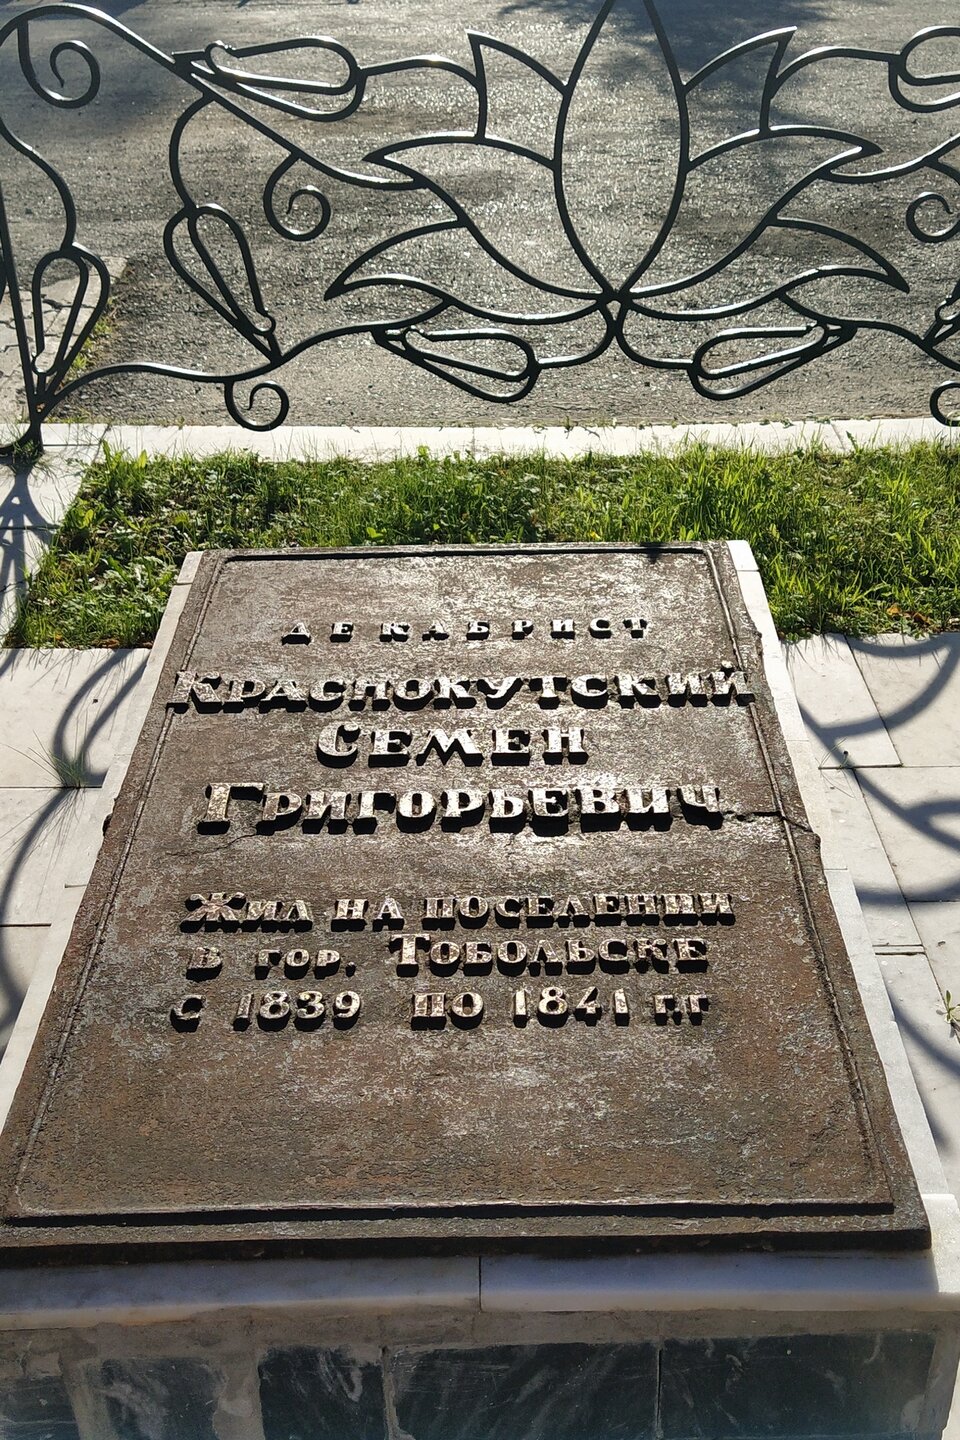 ДЕКАБРИСТ
КРАСНОКУТСКИЙ
СЕМЕН
ГРИГОРЬЕВИЧ
ЖИЛ НА ПОСЕЛЕНИИ
В ГОР. ТОБОЛЬСКЕ
С 1839 ПО 1841 Г.Г